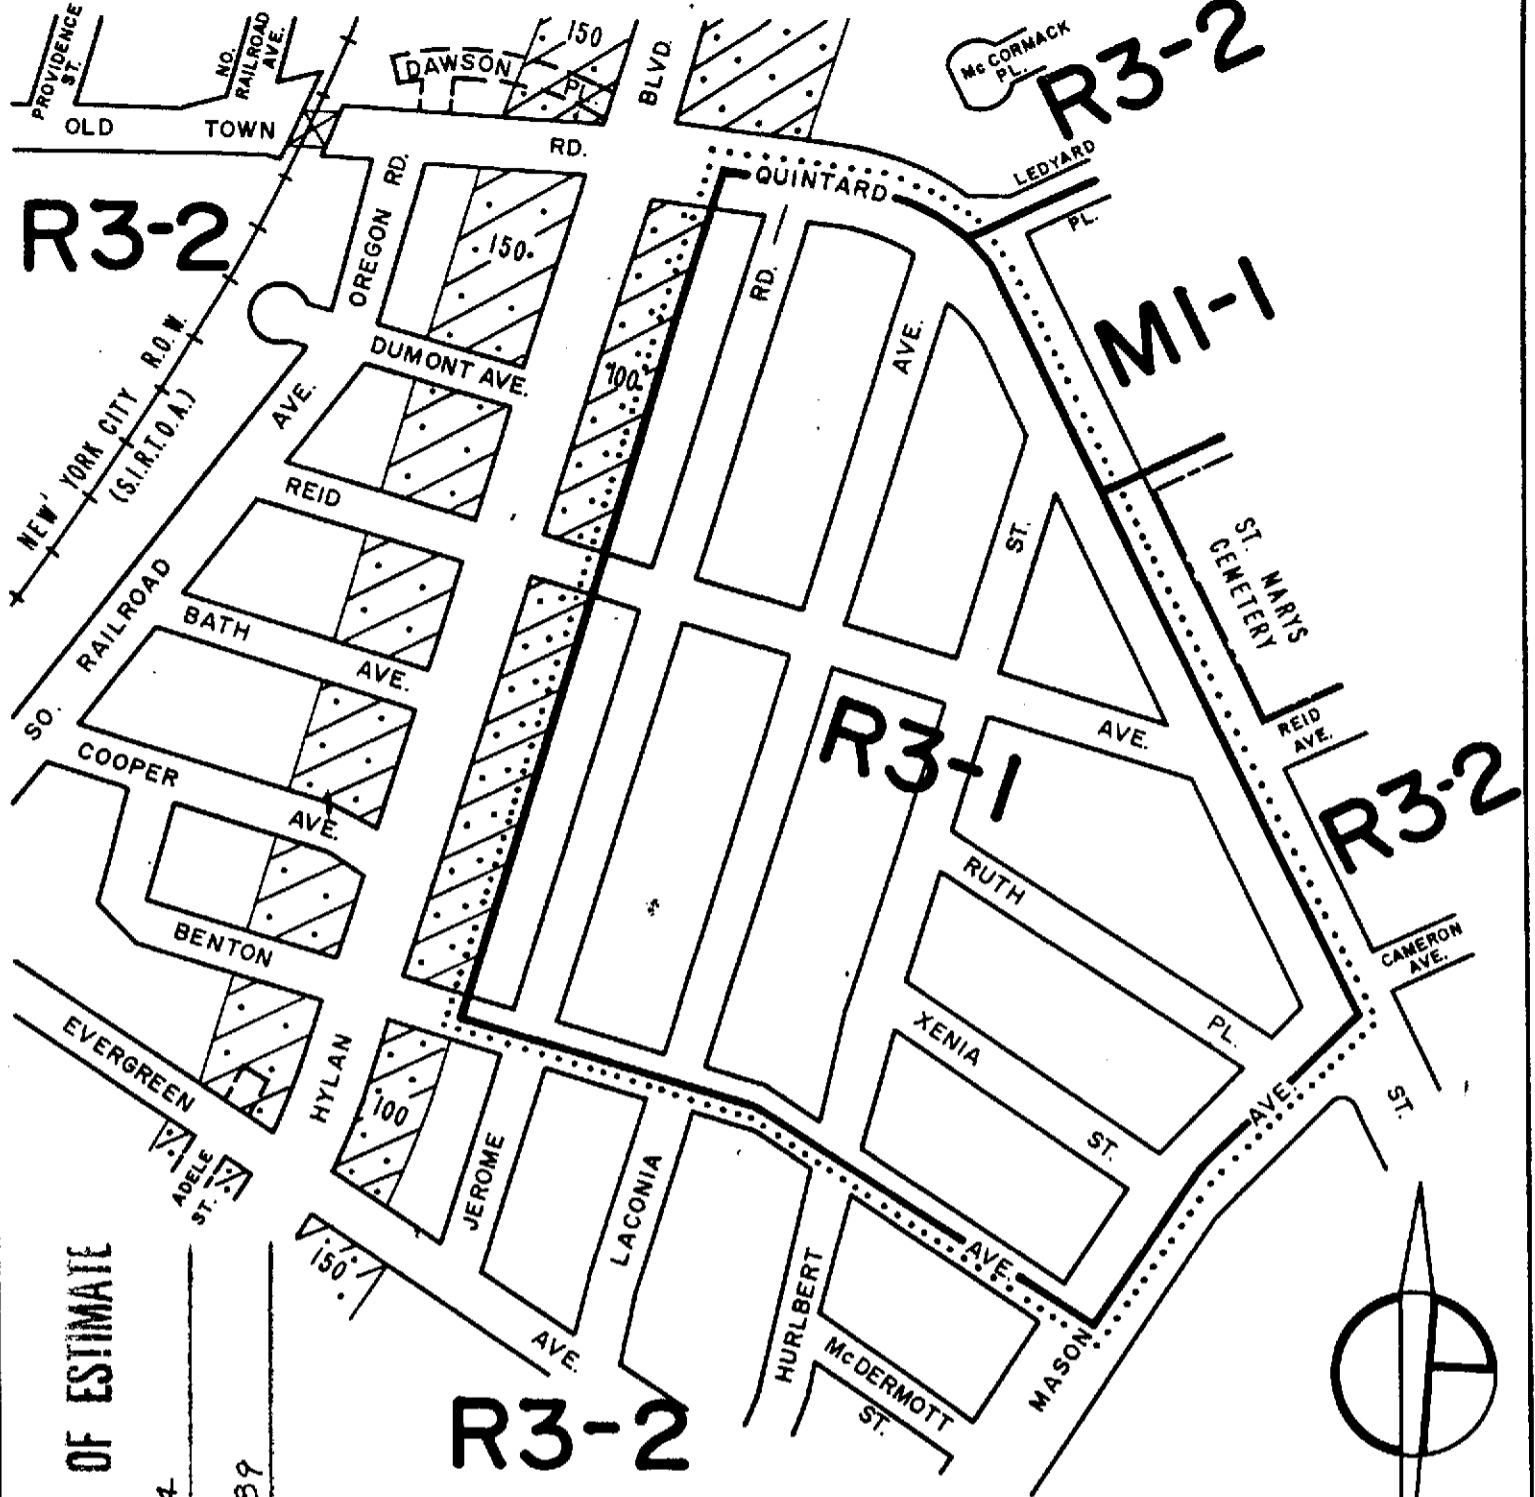 PROVIDENCE
ST.
NO.
RAILROAD
AVE.
DAWSON
PL.
150
BLVD.
McCORMACK
PL.
R3-2
OLD TOWN
RD.
LEDYARD
PL.
QUINTARD
R3-2
OREGON RD.
150
RD.
M1-1
DUMONT AVE.
100
AVE.
NEW YORK CITY R.O.W.
(S.I.R.T.O.A.)
AVE.
REID
ST.
ST. MARYS
CEMETERY
SO. RAILROAD
BATH
AVE.
REID
AVE.
AVE.
R3-1
R3-2
COOPER
AVE.
RUTH
PL.
BENTON
CAMERON
AVE.
EVERGREEN
HYLAN
XENIA
ST.
AVE.
ST.
100
ADELE
ST.
JEROME
LACONIA
HURLBERT
AVE.
150
AVE.
McDERMOTT
ST.
MASON
OF ESTIMATE
R3-2